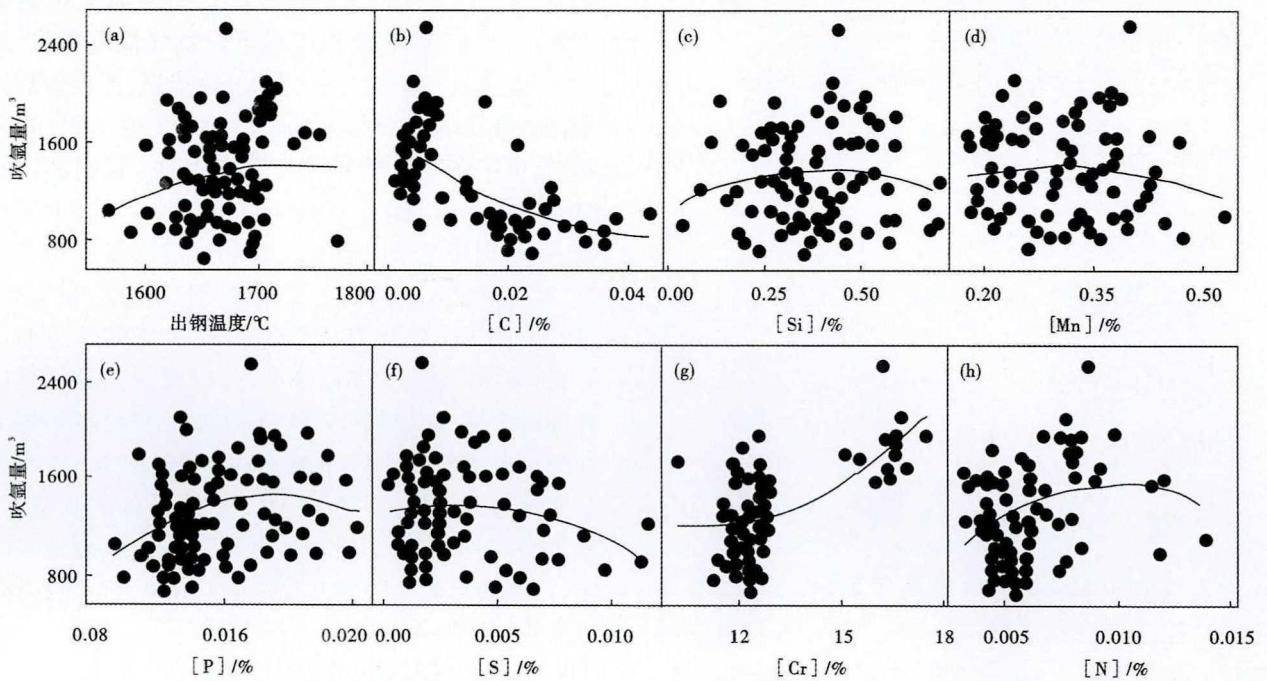 (a) (b) (c) (d)
2400
1600
800
吹氩量/m³
1600 1700 1800 0.00 0.02 0.04 0.00 0.25 0.50 0.20 0.35 0.50
出钢温度/℃ [C]/% [Si]/% [Mn]/%
(e) (f) (g) (h)
2400
1600
800
吹氩量/m³
0.08 0.016 0.020 0.00 0.005 0.010 12 15 18 0.005 0.010 0.015
[P]/% [S]/% [Cr]/% [N]/%